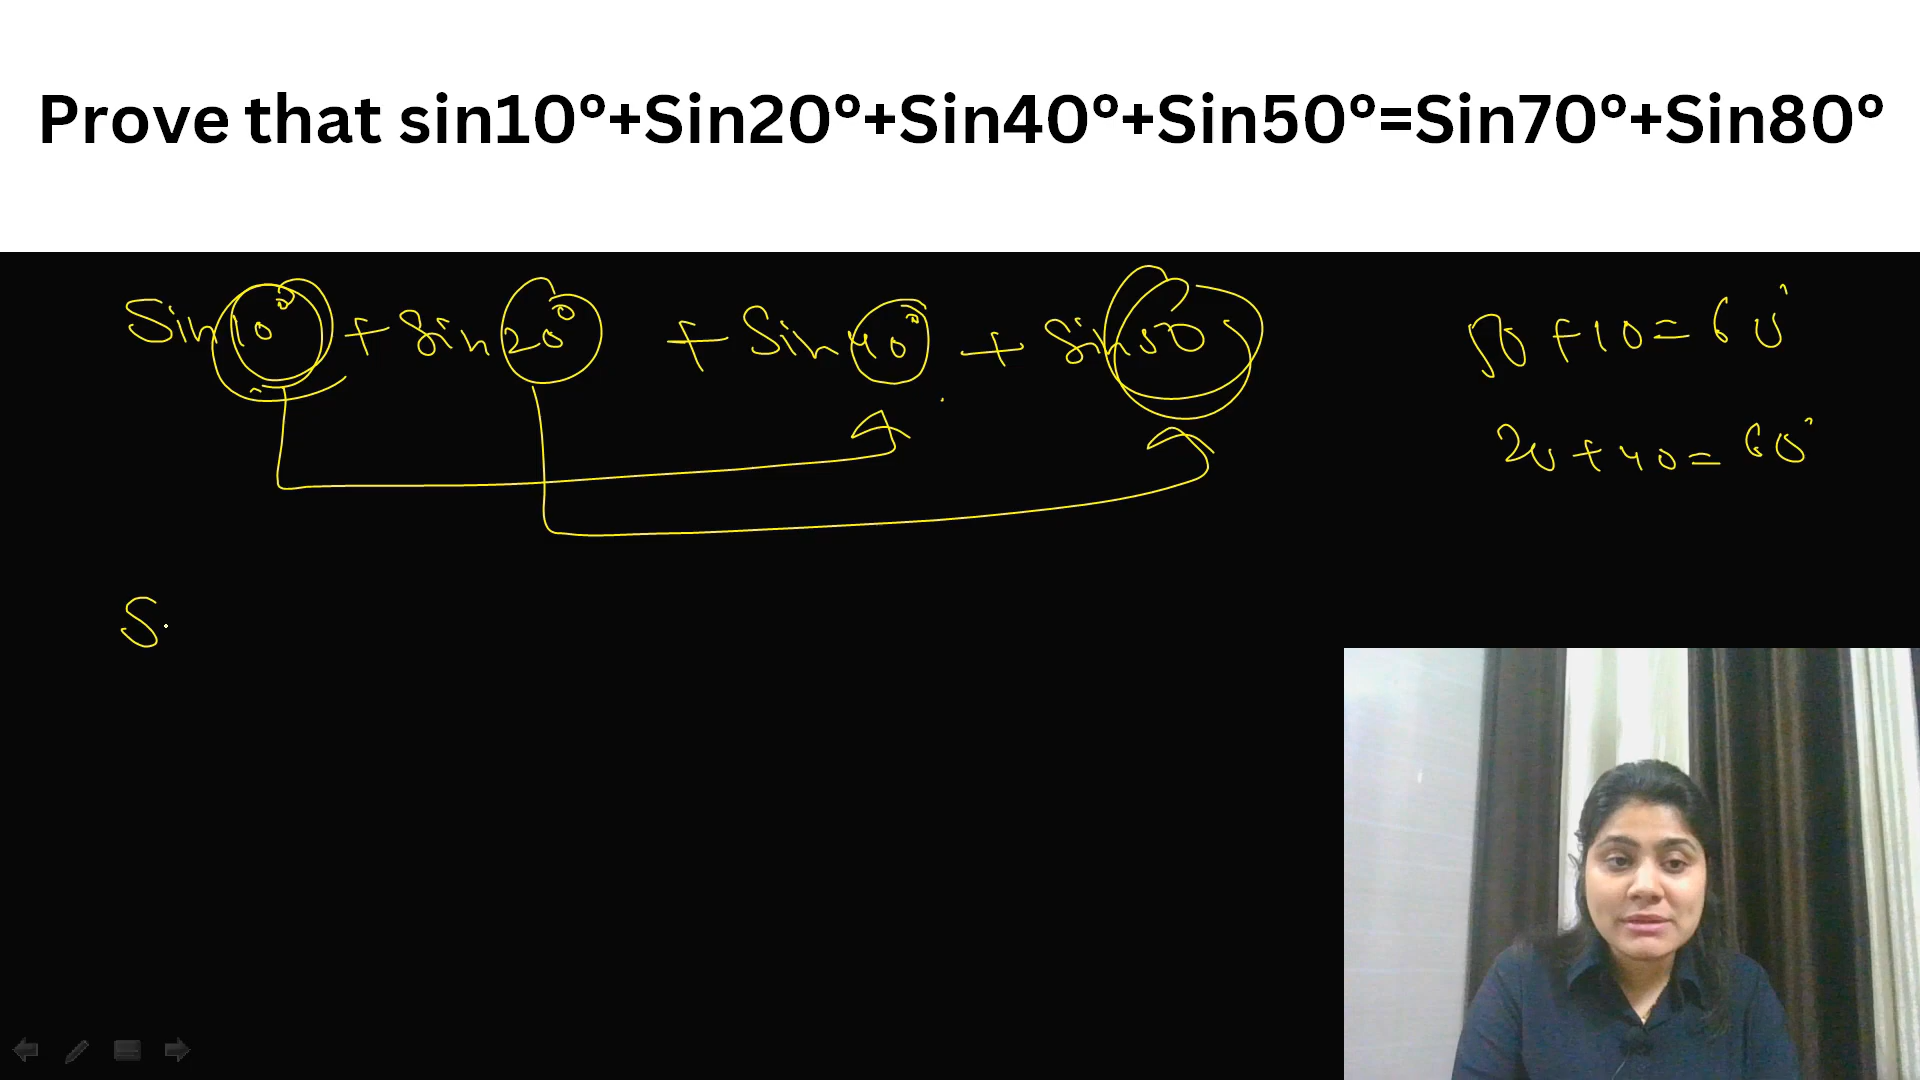 Prove that sin10°+Sin20°+Sin40°+Sin50°=Sin70°+Sin80°
Sin10° + Sin20° + Sin40° + Sin50
50 + 10 = 60°
20 + 40 = 60°
S